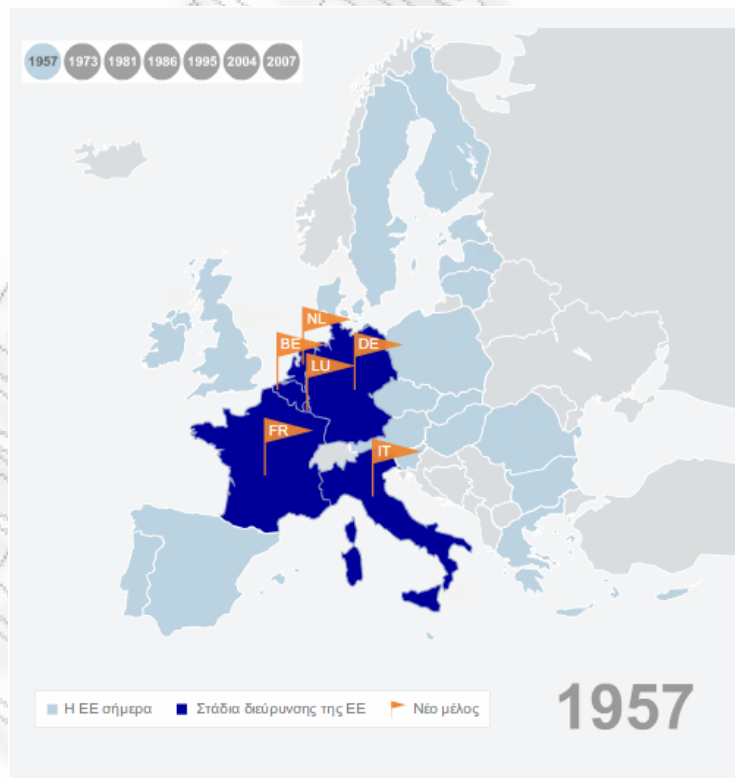 1957 1973 1981 1986 1995 2004 2007
NL
BE
DE
LU
FR
IT
Η ΕΕ σήμερα Στάδια διεύρυνσης της ΕΕ Νέο μέλος
1957